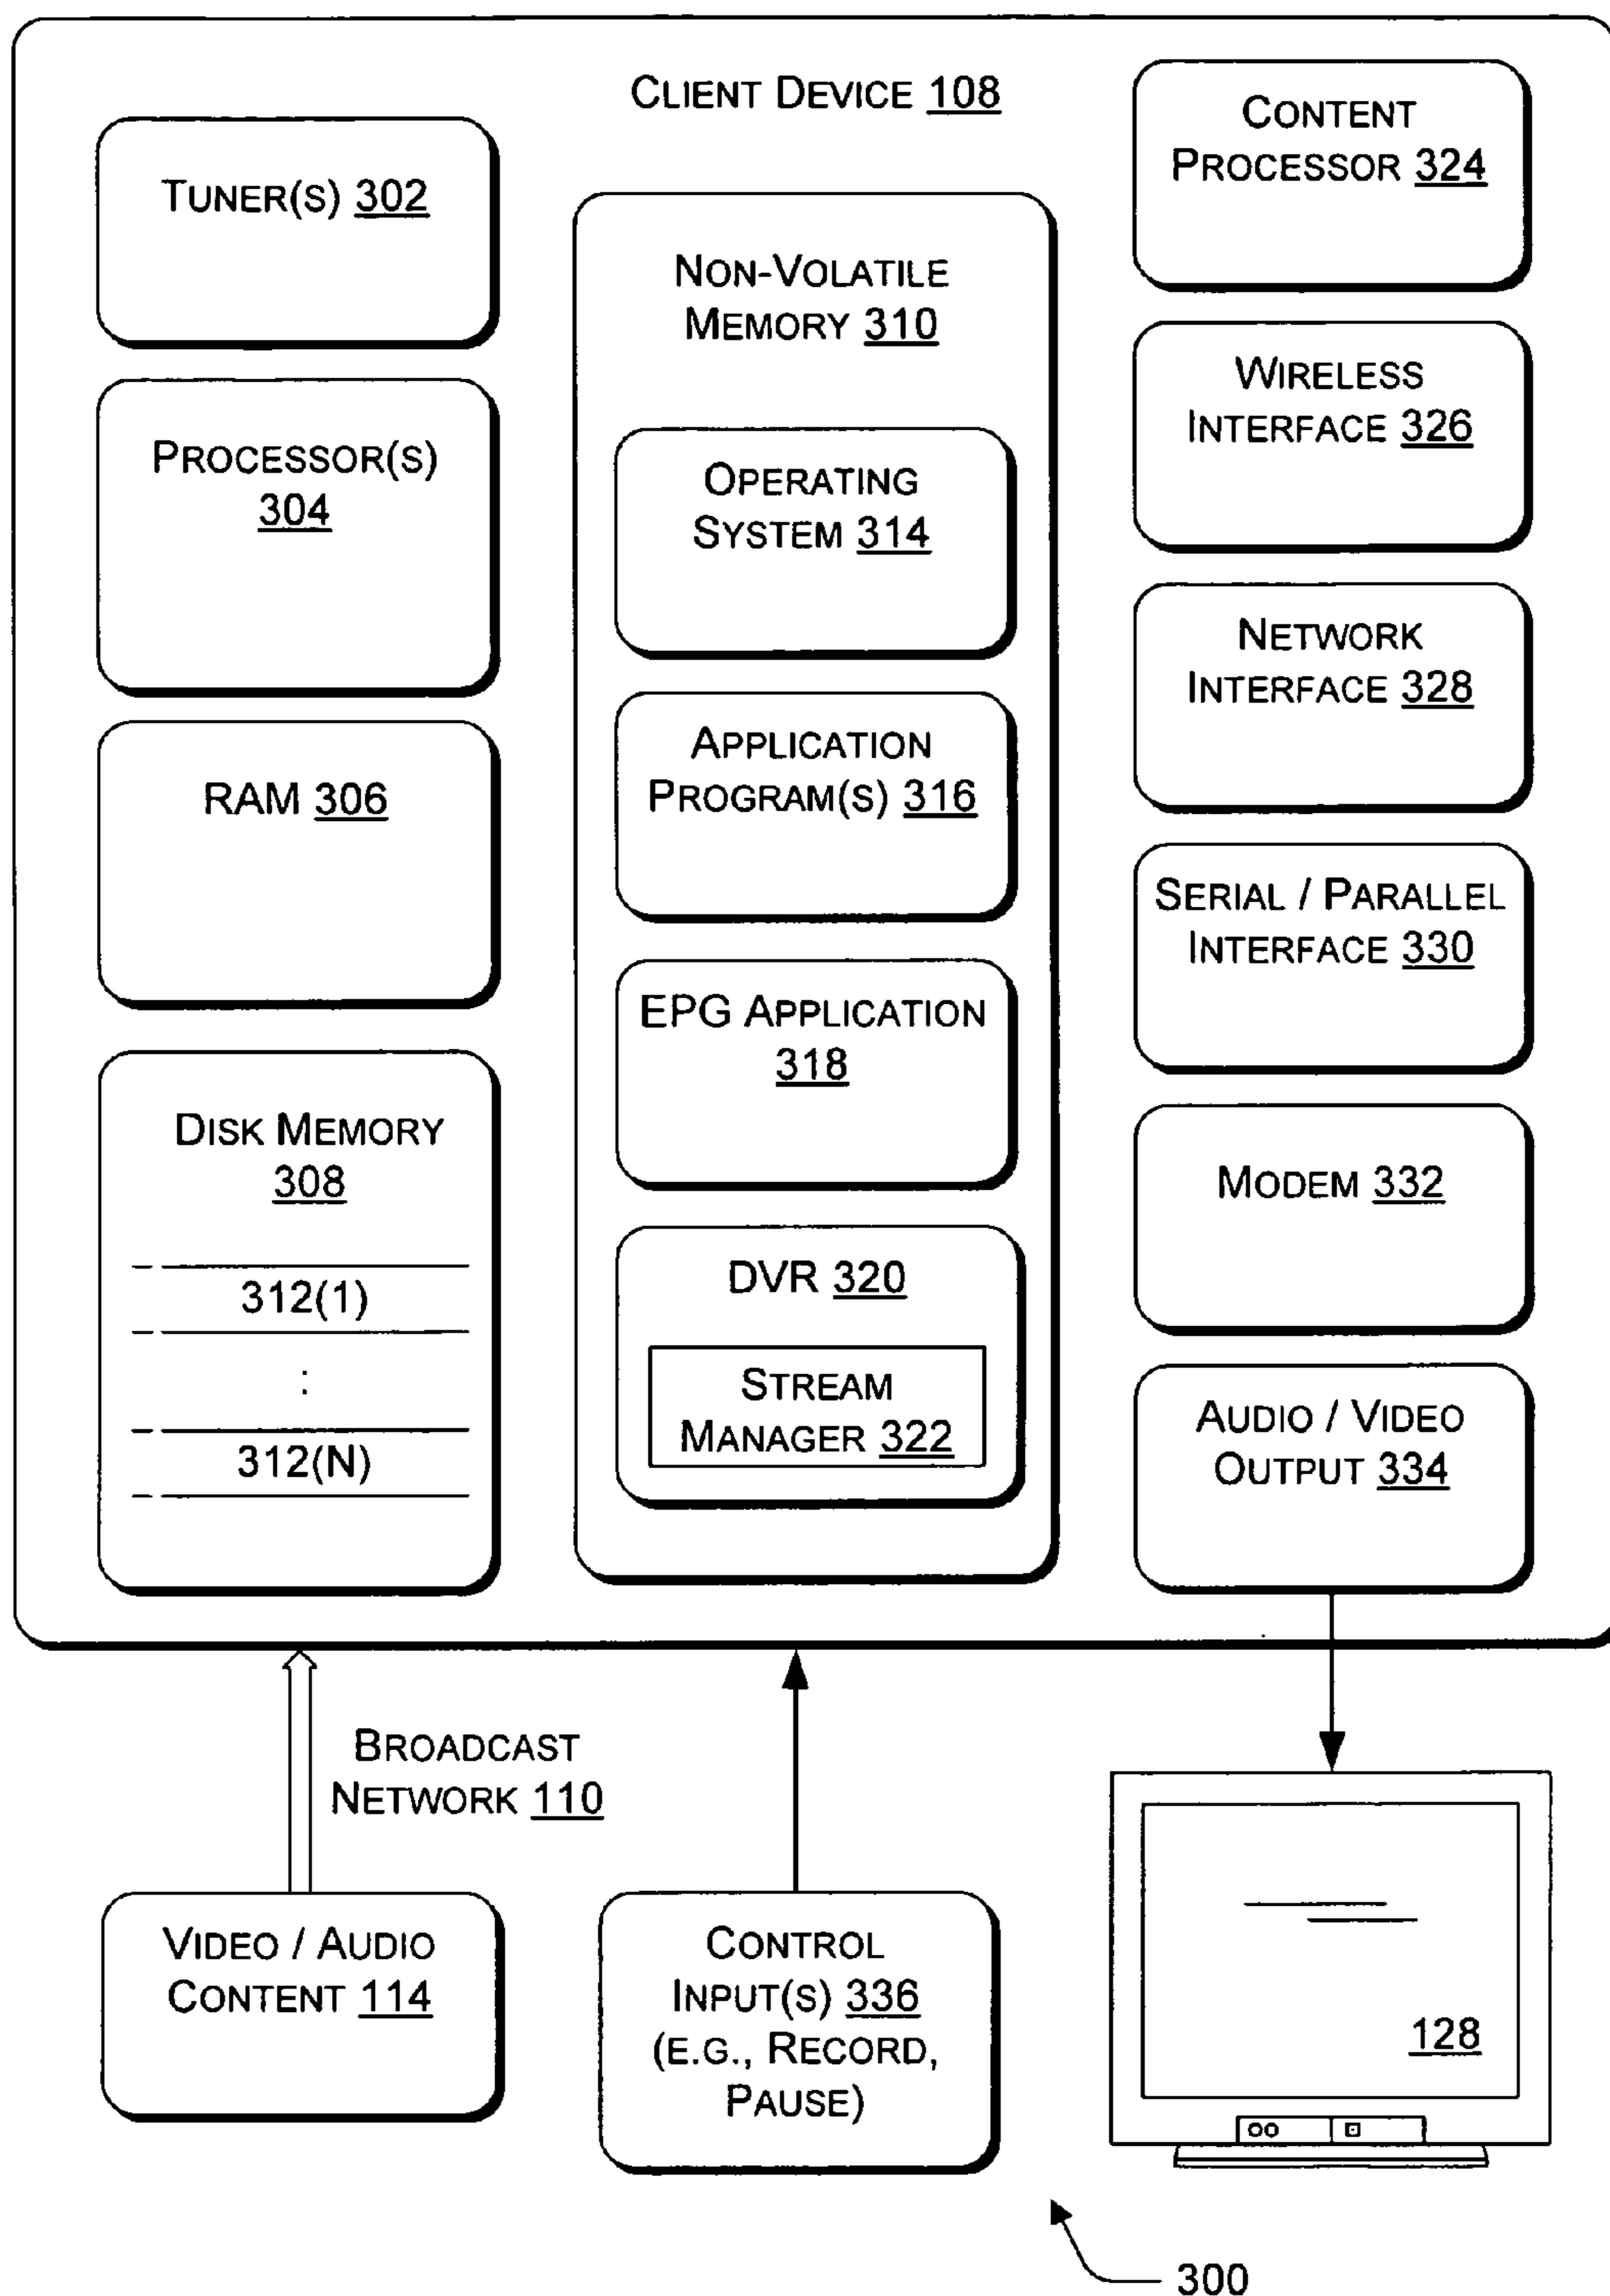 CLIENT DEVICE 108
TUNER(S) 302
PROCESSOR(S)
304
RAM 306
DISK MEMORY
308
312(1)
:
312(N)
NON-VOLATILE
MEMORY 310
OPERATING
SYSTEM 314
APPLICATION
PROGRAM(S) 316
EPG APPLICATION
318
DVR 320
STREAM
MANAGER 322
CONTENT
PROCESSOR 324
WIRELESS
INTERFACE 326
NETWORK
INTERFACE 328
SERIAL / PARALLEL
INTERFACE 330
MODEM 332
AUDIO / VIDEO
OUTPUT 334
BROADCAST
NETWORK 110
VIDEO / AUDIO
CONTENT 114
CONTROL
INPUT(S) 336
(E.G., RECORD,
PAUSE)
128
300